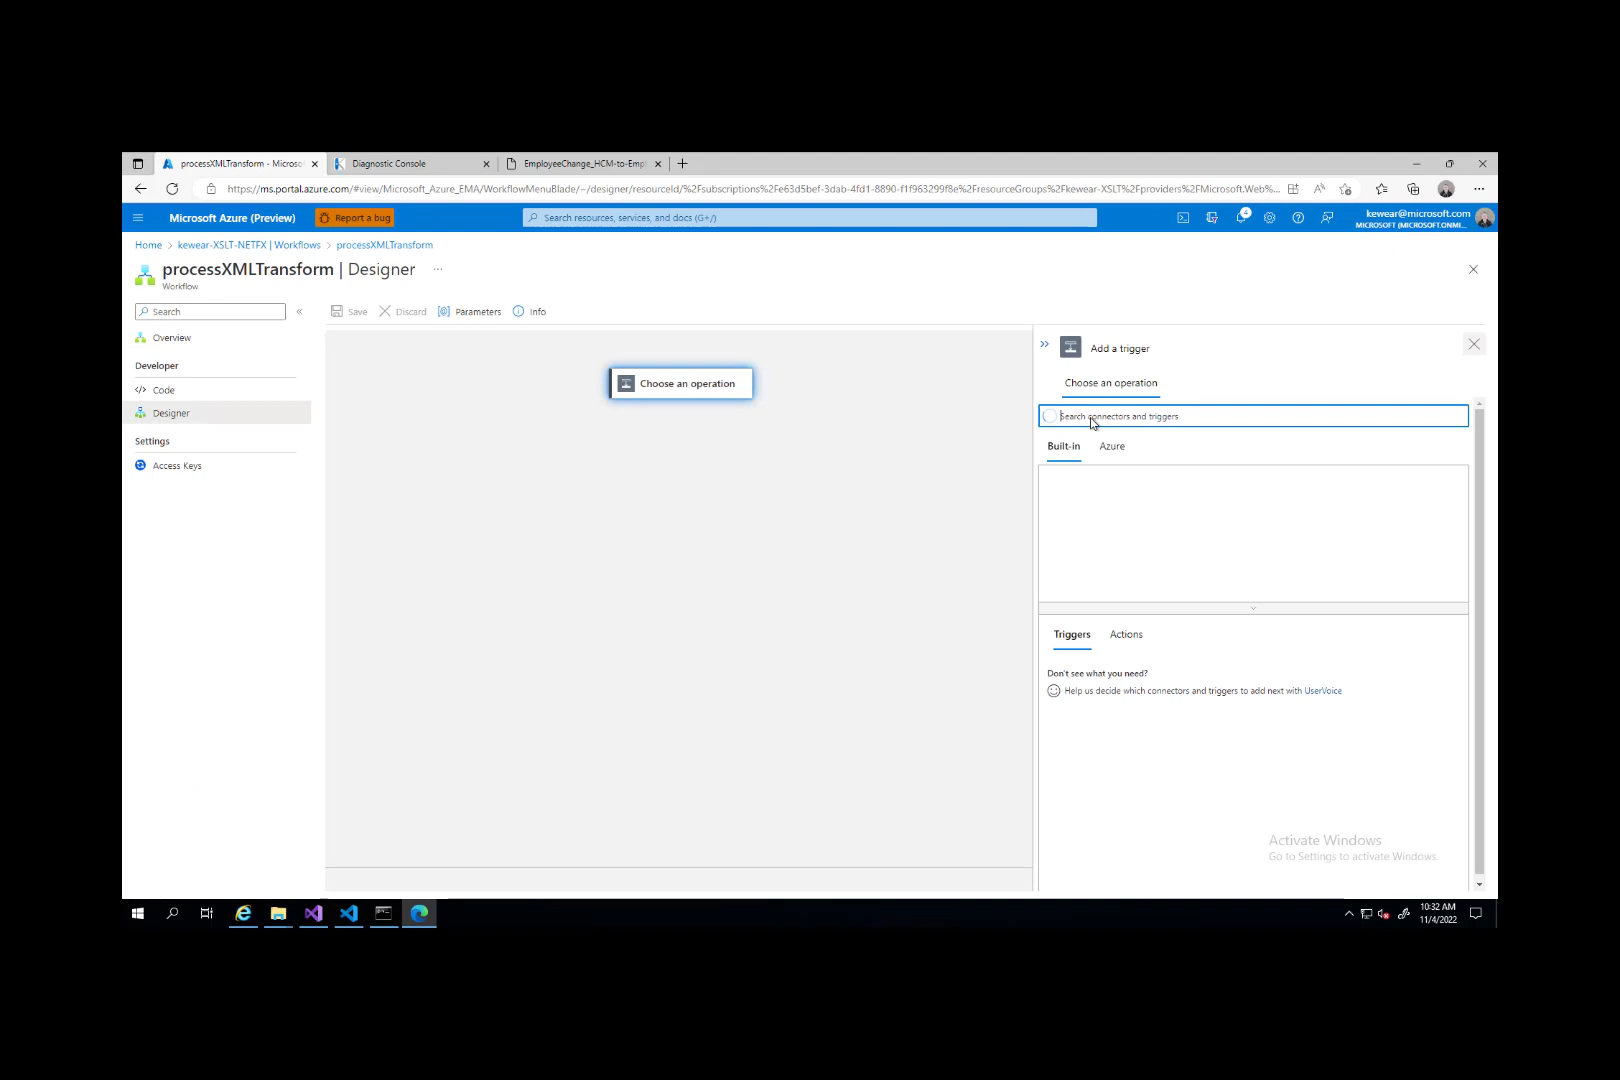 processXMLTransform - Microso
Diagnostic Console
EmployeeChange_HCM-to-Empl
https://ms.portal.azure.com/#view/Microsoft_Azure_EMA/WorkflowMenuBlade/~/designer/resourceId/%2Fsubscriptions%2Fe63d5bef-3dab-4fd1-8890-f1f963299f8e%2FresourceGroups%2Fkewear-XSLT%2Fproviders%2FMicrosoft.Web%...
Microsoft Azure (Preview)
Report a bug
Search resources, services, and docs (G+/)
4
kewear@microsoft.com
MICROSOFT (MICROSOFT.ONMI...
Home > kewear-XSLT-NETFX | Workflows > processXMLTransform
processXMLTransform | Designer ...
Workflow
Search
«
Save
Discard
Parameters
Info
Overview
Developer
Code
Designer
Settings
Access Keys
Choose an operation
Add a trigger
Choose an operation
Search connectors and triggers
Built-in
Azure
Triggers
Actions
Don't see what you need?
Help us decide which connectors and triggers to add next with UserVoice
Activate Windows
Go to Settings to activate Windows.
10:32 AM
11/4/2022